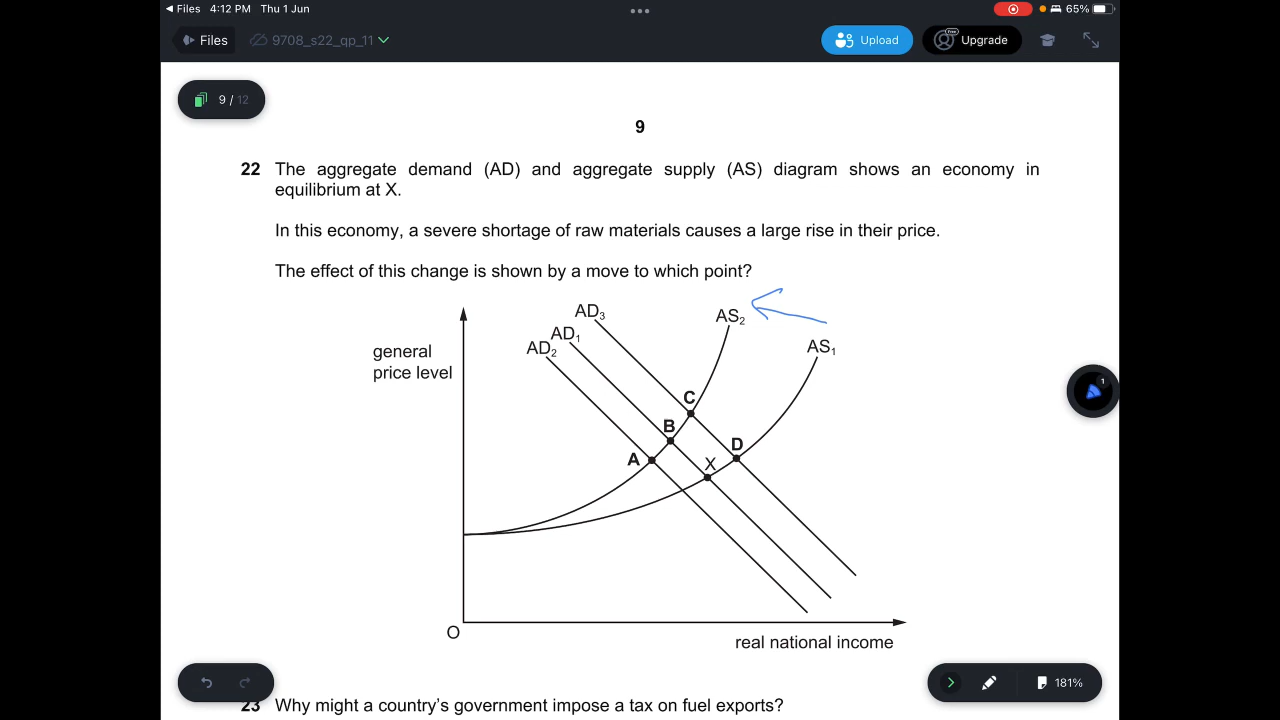 Files 4:12 PM Thu 1 Jun 65%
Files 9708_s22_qp_11 Upload Free Upgrade
9 / 12
9
1
22 The aggregate demand (AD) and aggregate supply (AS) diagram shows an economy in
equilibrium at X.
In this economy, a severe shortage of raw materials causes a large rise in their price.
The effect of this change is shown by a move to which point?
AD3
AS2
AD1
AD2
AS1
general
price level
C
B
D
A
X
O
real national income
181%
23 Why might a country's government impose a tax on fuel exports?